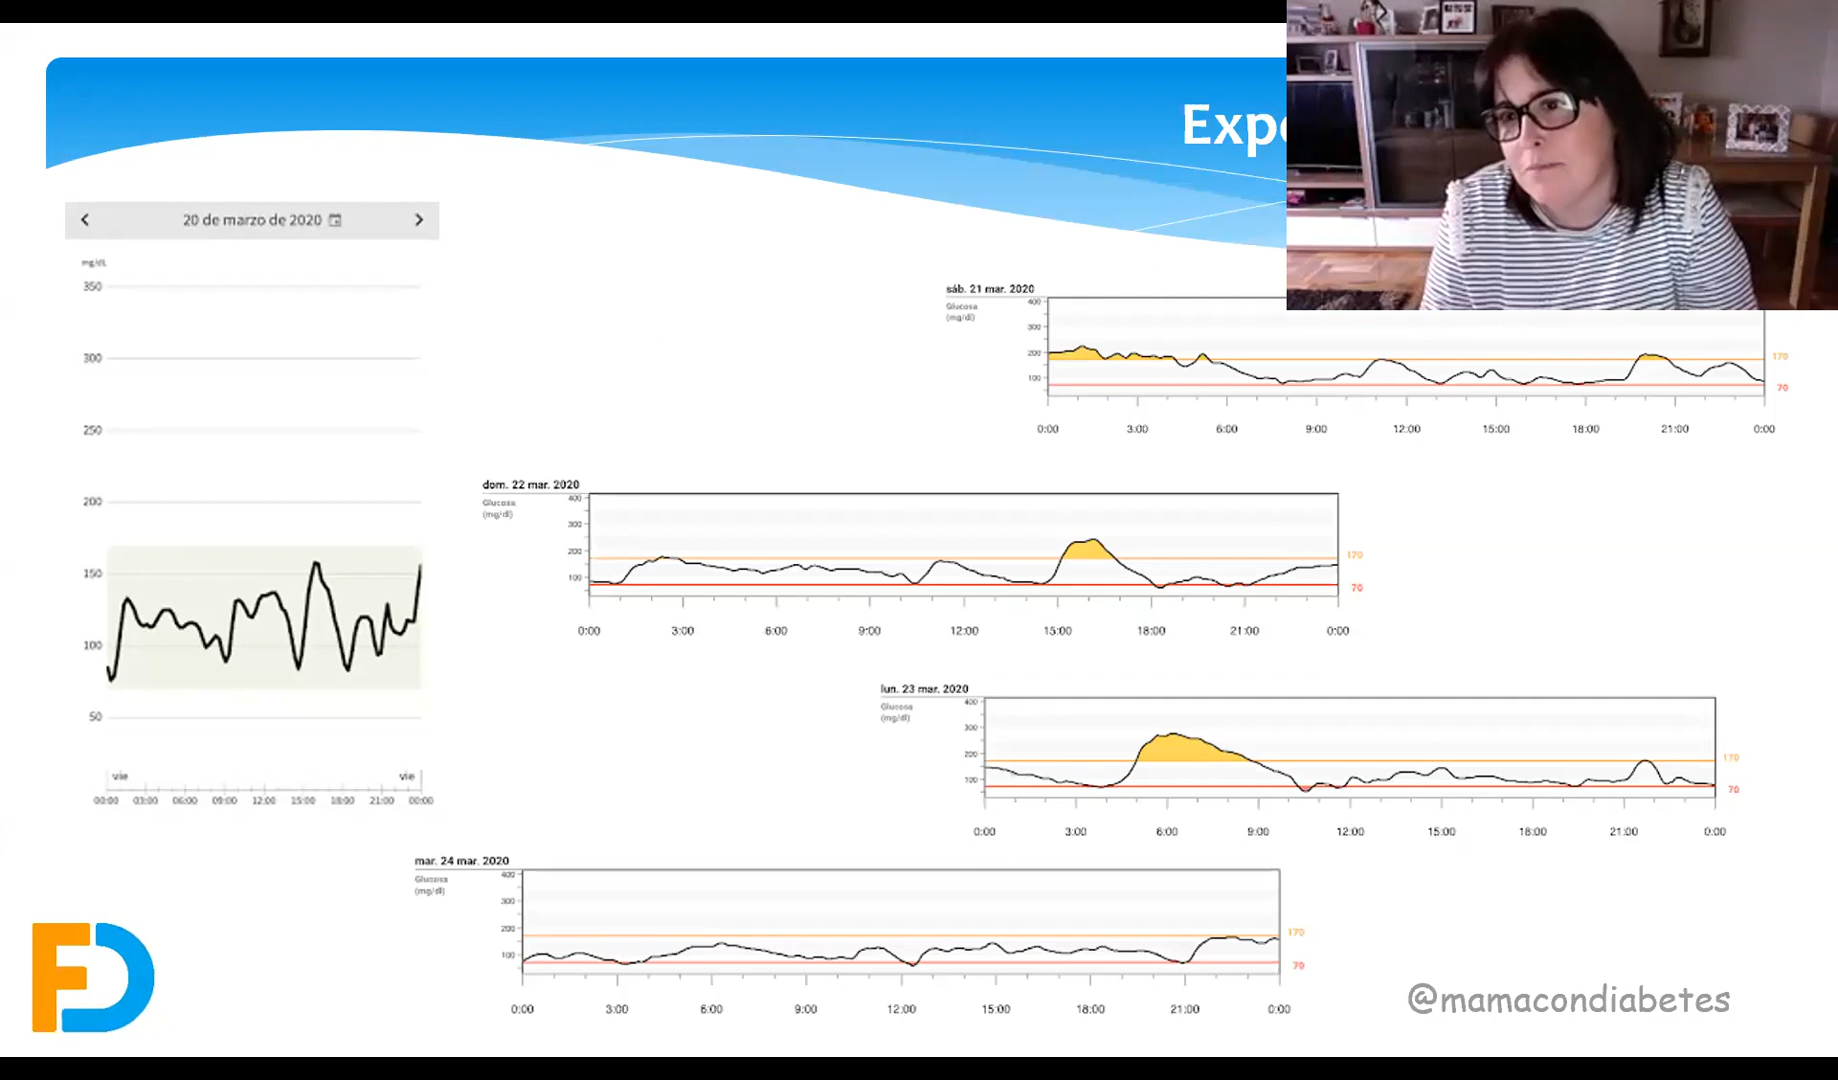 Expe
20 de marzo de 2020
mg/dL
350
300
250
200
150
100
50
vie vie
00:00 03:00 06:00 09:00 12:00 15:00 18:00 21:00 00:00
sáb. 21 mar. 2020
Glucosa
(mg/dl)
400
300
200
100
170
70
0:00 3:00 6:00 9:00 12:00 15:00 18:00 21:00 0:00
dom. 22 mar. 2020
Glucosa
(mg/dl)
400
300
200
100
170
70
0:00 3:00 6:00 9:00 12:00 15:00 18:00 21:00 0:00
lun. 23 mar. 2020
Glucosa
(mg/dl)
400
300
200
100
170
70
0:00 3:00 6:00 9:00 12:00 15:00 18:00 21:00 0:00
mar. 24 mar. 2020
Glucosa
(mg/dl)
400
300
200
100
170
70
0:00 3:00 6:00 9:00 12:00 15:00 18:00 21:00 0:00
FD
@mamacondiabetes